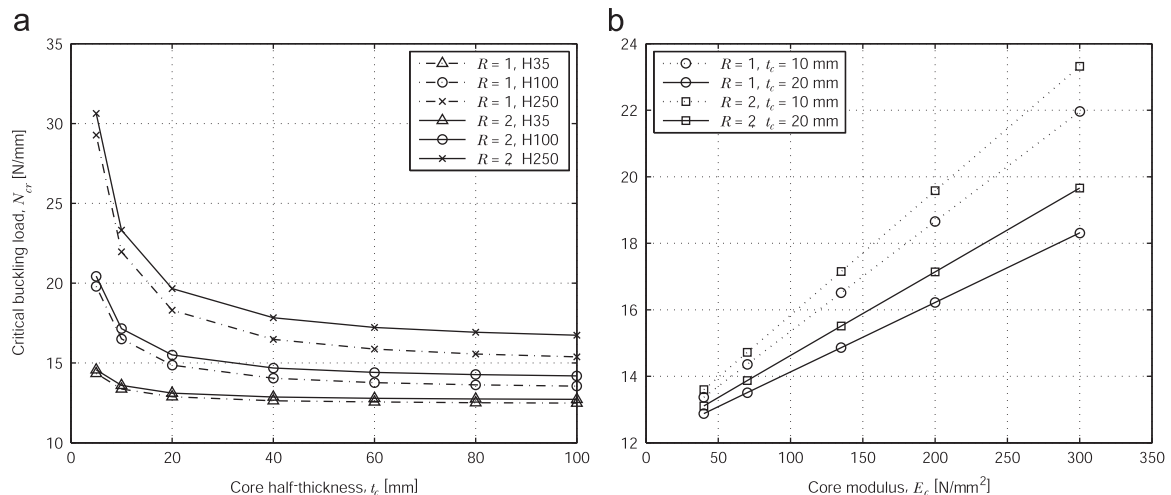 a
Critical buckling load, N_cr [N/mm]
35
30
25
20
15
10
R = 1, H35
R = 1, H100
R = 1, H250
R = 2, H35
R = 2, H100
R = 2, H250
0 20 40 60 80 100
Core half-thickness, t_c [mm]
b
24
22
20
18
16
14
12
R = 1, t_c = 10 mm
R = 1, t_c = 20 mm
R = 2, t_c = 10 mm
R = 2, t_c = 20 mm
0 50 100 150 200 250 300 350
Core modulus, E_c [N/mm²]